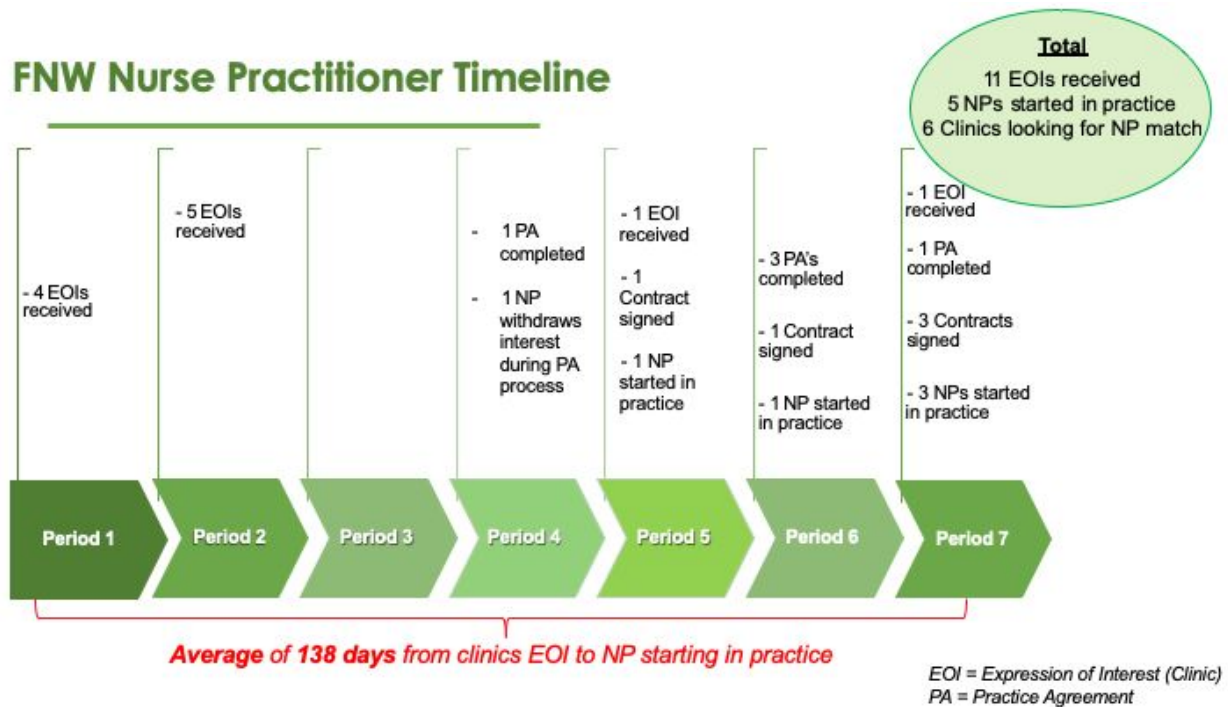 Total
11 EOIs received
5 NPs started in practice
6 Clinics looking for NP match
FNW Nurse Practitioner Timeline
- 4 EOIs
received
- 5 EOIs
received
- 1 PA
completed
- 1 NP
withdraws
interest
during PA
process
- 1 EOI
received
- 1
Contract
signed
- 1 NP
started in
practice
- 3 PA's
completed
- 1 Contract
signed
- 1 NP started
in practice
- 1 EOI
received
- 1 PA
completed
- 3 Contracts
signed
- 3 NPs started
in practice
Period 1
Period 2
Period 3
Period 4
Period 5
Period 6
Period 7
Average of 138 days from clinics EOI to NP starting in practice
EOI = Expression of Interest (Clinic)
PA = Practice Agreement